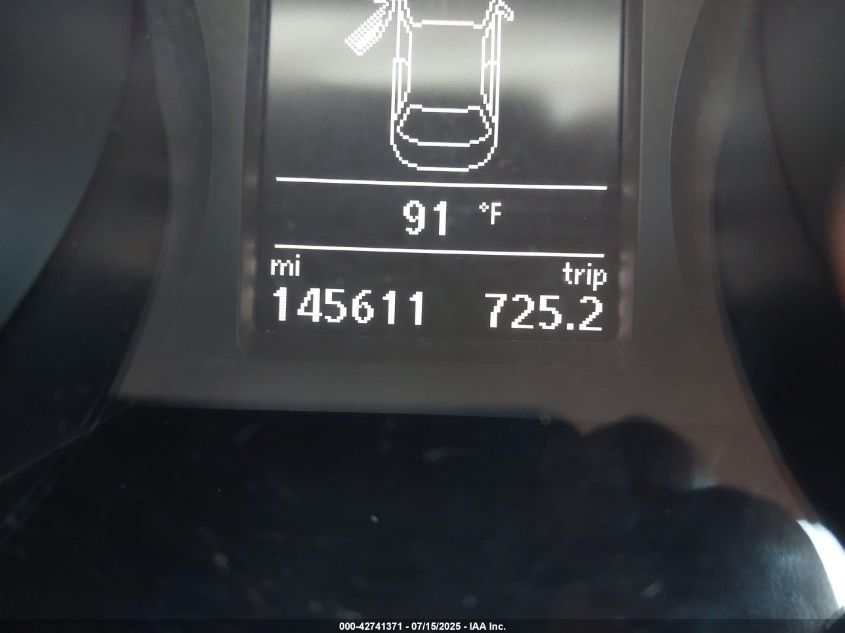 91 °F
mi trip
145611 725.2
000-42741371 - 07/15/2025 - IAA Inc.